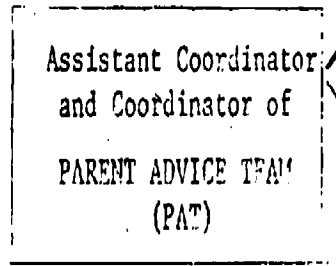 Assistant Coordinator
and Coordinator of
PARENT ADVICE TEAM
(PAT)